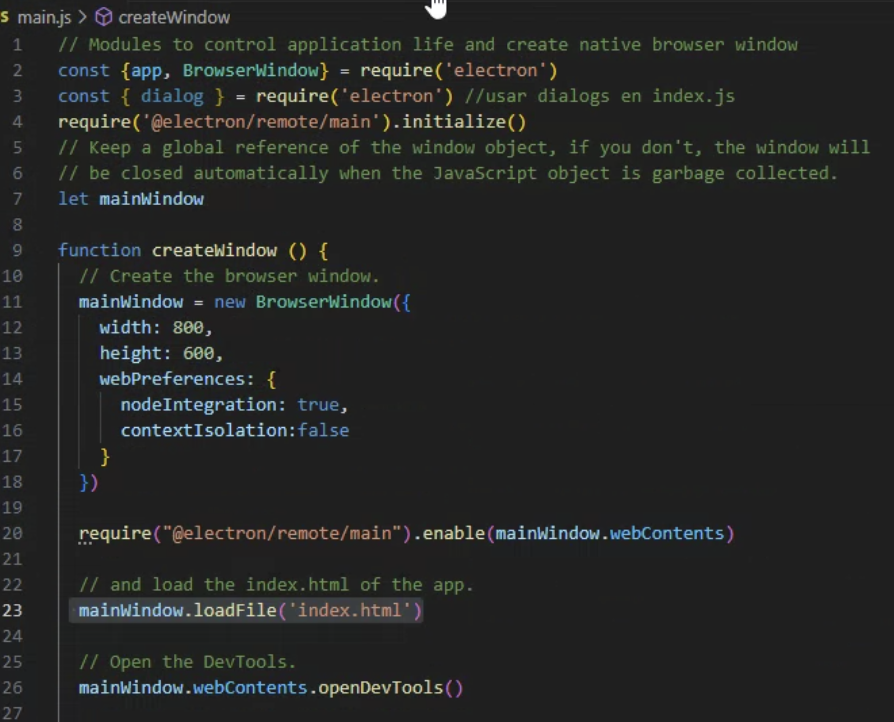 main.js > createWindow
1 // Modules to control application life and create native browser window
2 const {app, BrowserWindow} = require('electron')
3 const { dialog } = require('electron') //usar dialogs en index.js
4 require('@electron/remote/main').initialize()
5 // Keep a global reference of the window object, if you don't, the window will
6 // be closed automatically when the JavaScript object is garbage collected.
7 let mainWindow
8
9 function createWindow () {
10   // Create the browser window.
11   mainWindow = new BrowserWindow({
12     width: 800,
13     height: 600,
14     webPreferences: {
15       nodeIntegration: true,
16       contextIsolation:false
17     }
18   })
19
20   require("@electron/remote/main").enable(mainWindow.webContents)
21
22   // and load the index.html of the app.
23   mainWindow.loadFile('index.html')
24
25   // Open the DevTools.
26   mainWindow.webContents.openDevTools()
27